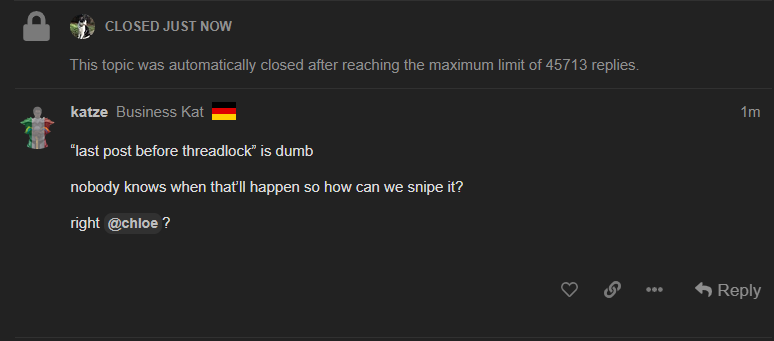 CLOSED JUST NOW
This topic was automatically closed after reaching the maximum limit of 45713 replies.
katze Business Kat 1m
“last post before threadlock” is dumb
nobody knows when that’ll happen so how can we snipe it?
right @chloe?
Reply